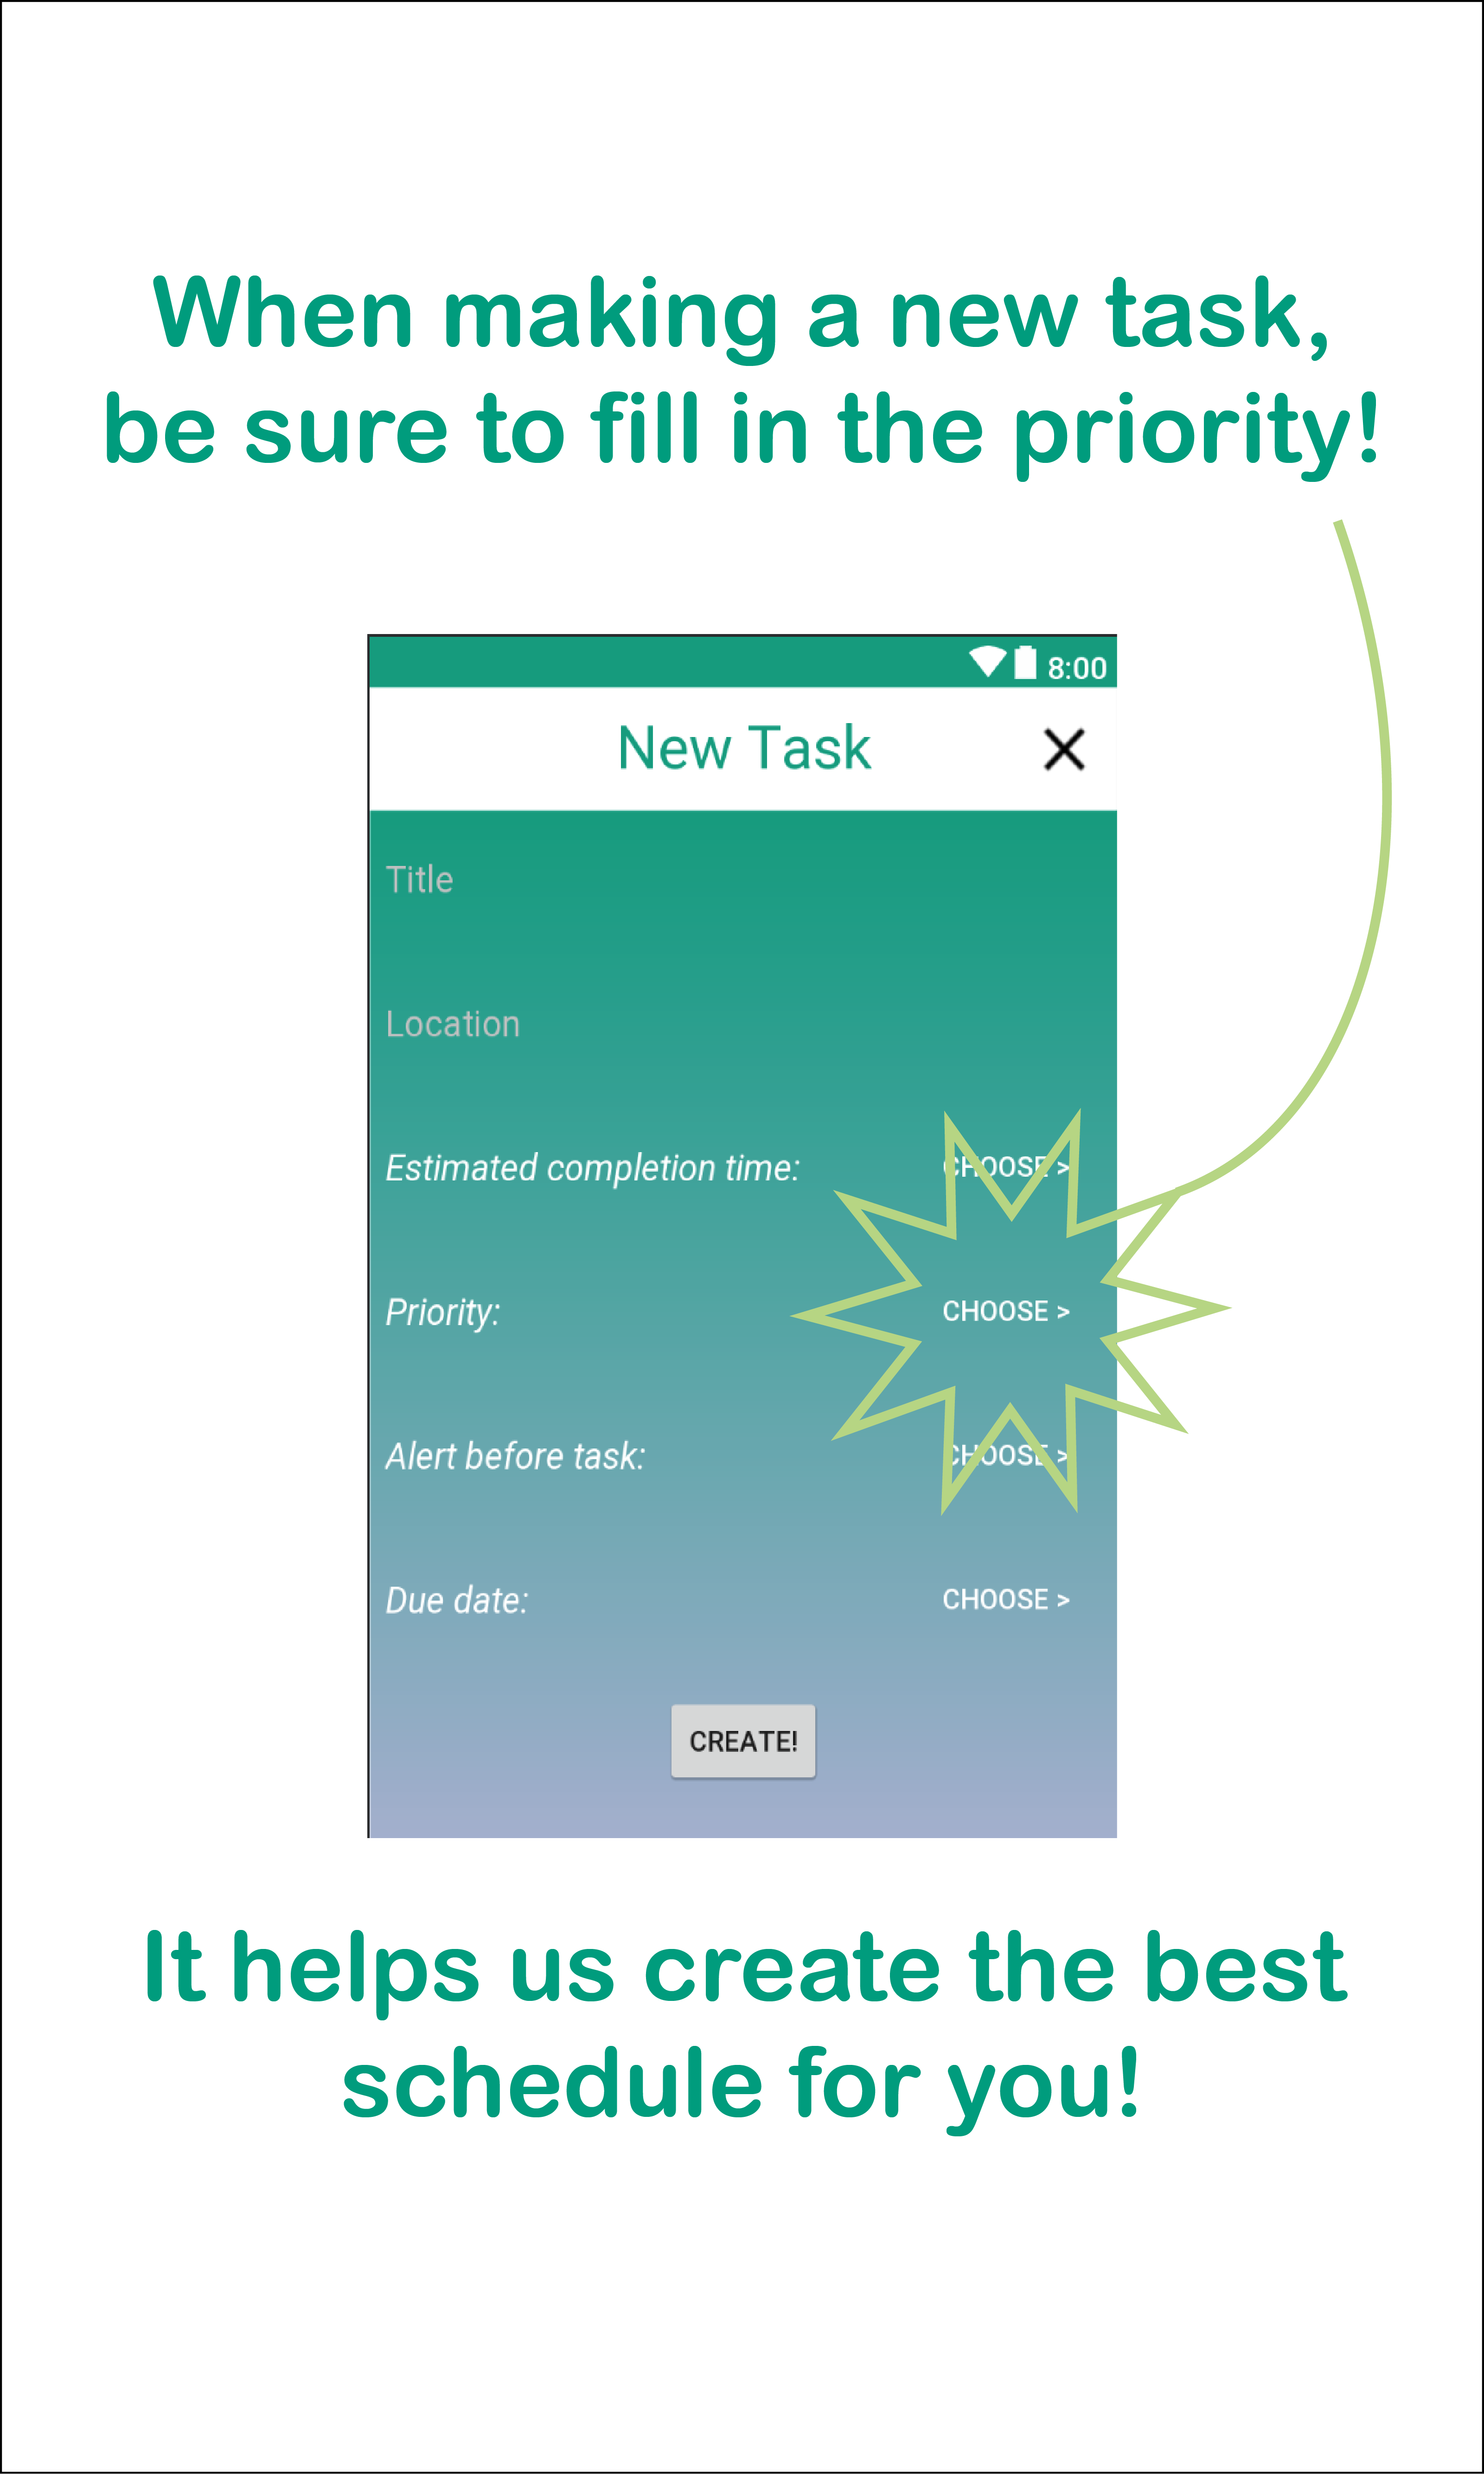 When making a new task,
be sure to fill in the priority!
8:00
New Task
Title
Location
Estimated completion time: CHOOSE >
Priority: CHOOSE >
Alert before task: CHOOSE >
Due date: CHOOSE >
CREATE!
It helps us create the best
schedule for you!